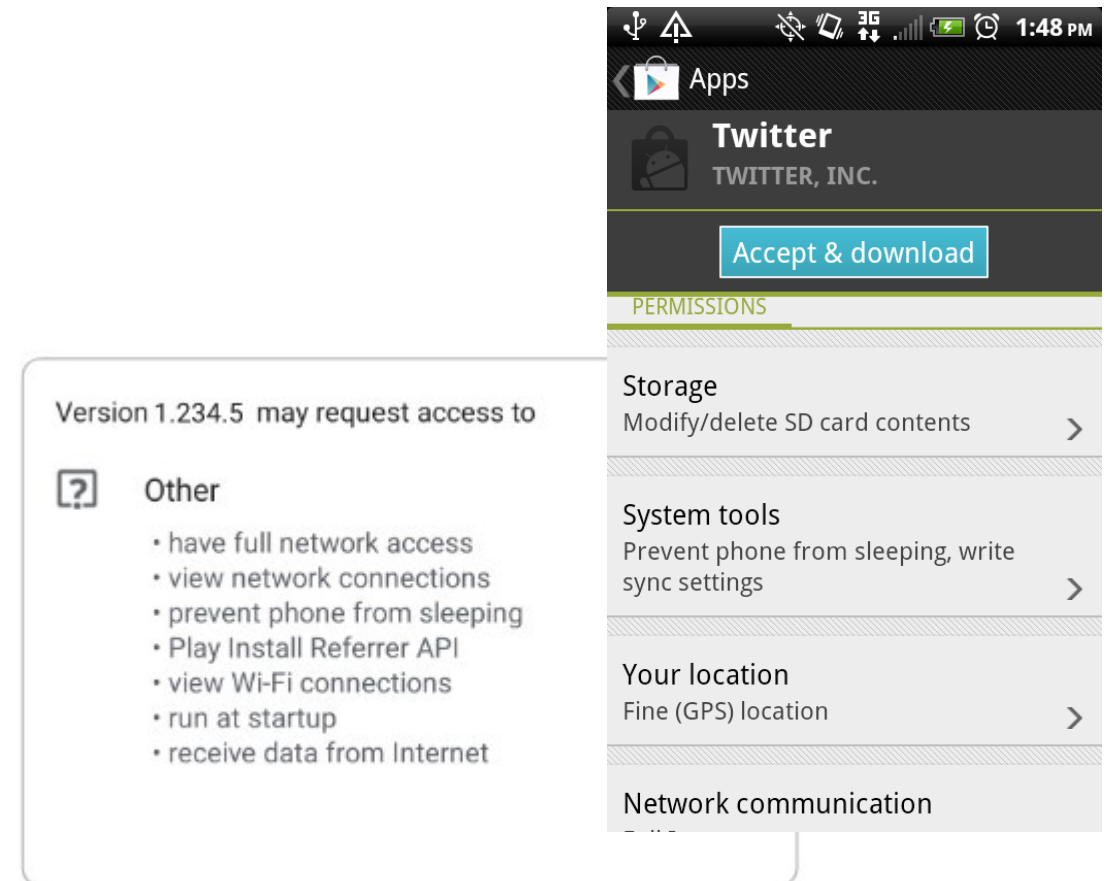 Version 1.234.5 may request access to
Other
• have full network access
• view network connections
• prevent phone from sleeping
• Play Install Referrer API
• view Wi-Fi connections
• run at startup
• receive data from Internet
3G
1:48 PM
Apps
Twitter
TWITTER, INC.
Accept & download
PERMISSIONS
Storage
Modify/delete SD card contents
System tools
Prevent phone from sleeping, write
sync settings
Your location
Fine (GPS) location
Network communication